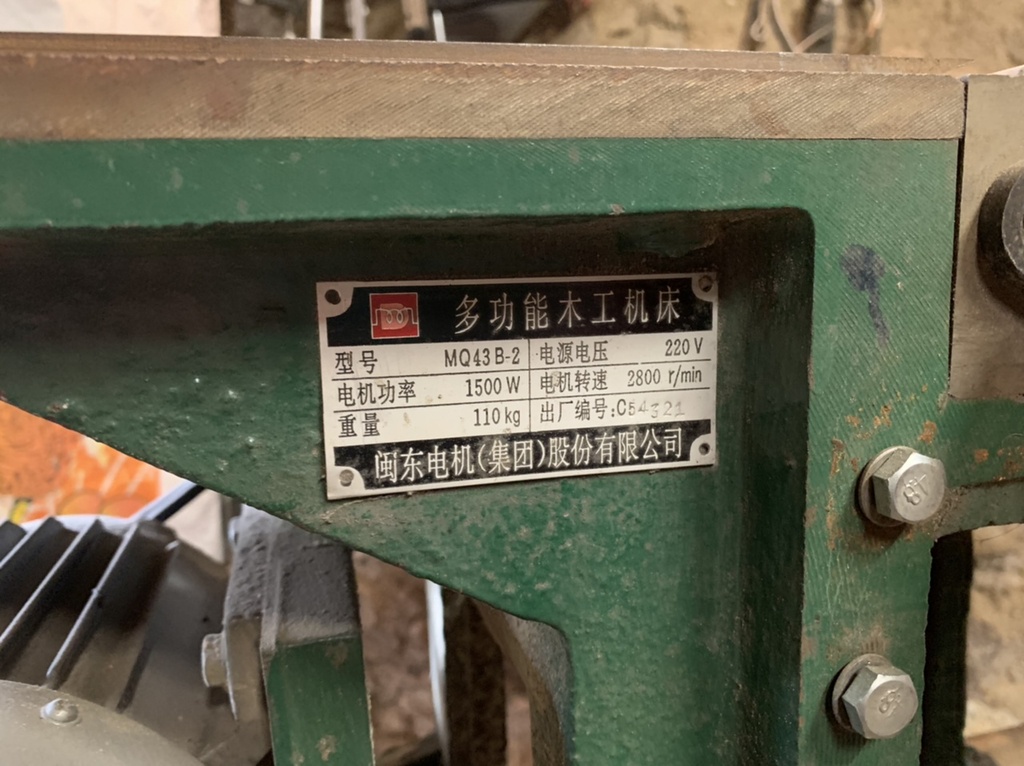 多功能木工机床
型号 MQ43B-2 电源电压 220V
电机功率 1500W 电机转速 2800 r/min
重量 110kg 出厂编号:C54321
闽东电机(集团)股份有限公司
8T
8T